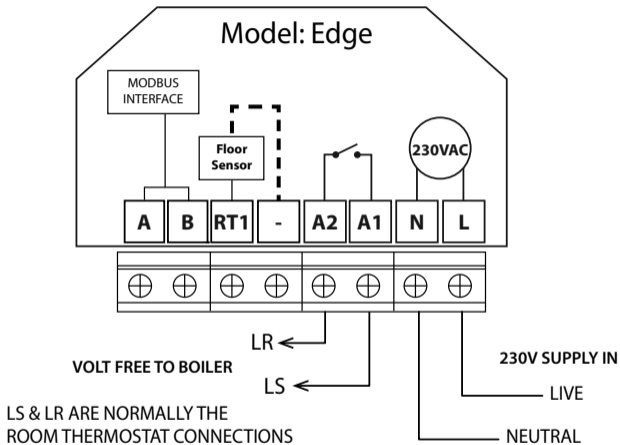 Model: Edge
MODBUS
INTERFACE
Floor
Sensor
230VAC
A B RT1 - A2 A1 N L
LR
VOLT FREE TO BOILER
230V SUPPLY IN
LS
LIVE
LS & LR ARE NORMALLY THE
ROOM THERMOSTAT CONNECTIONS
NEUTRAL